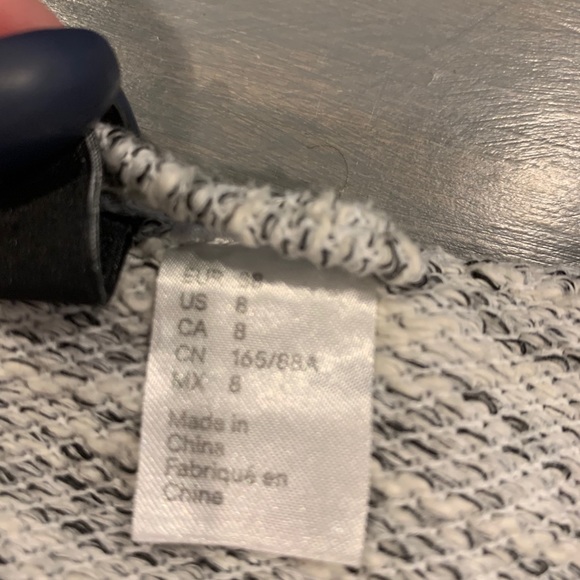 EUR 38
US 8
CA 8
CN 165/88A
MX 8
Made in
China
Fabriqué en
Chine